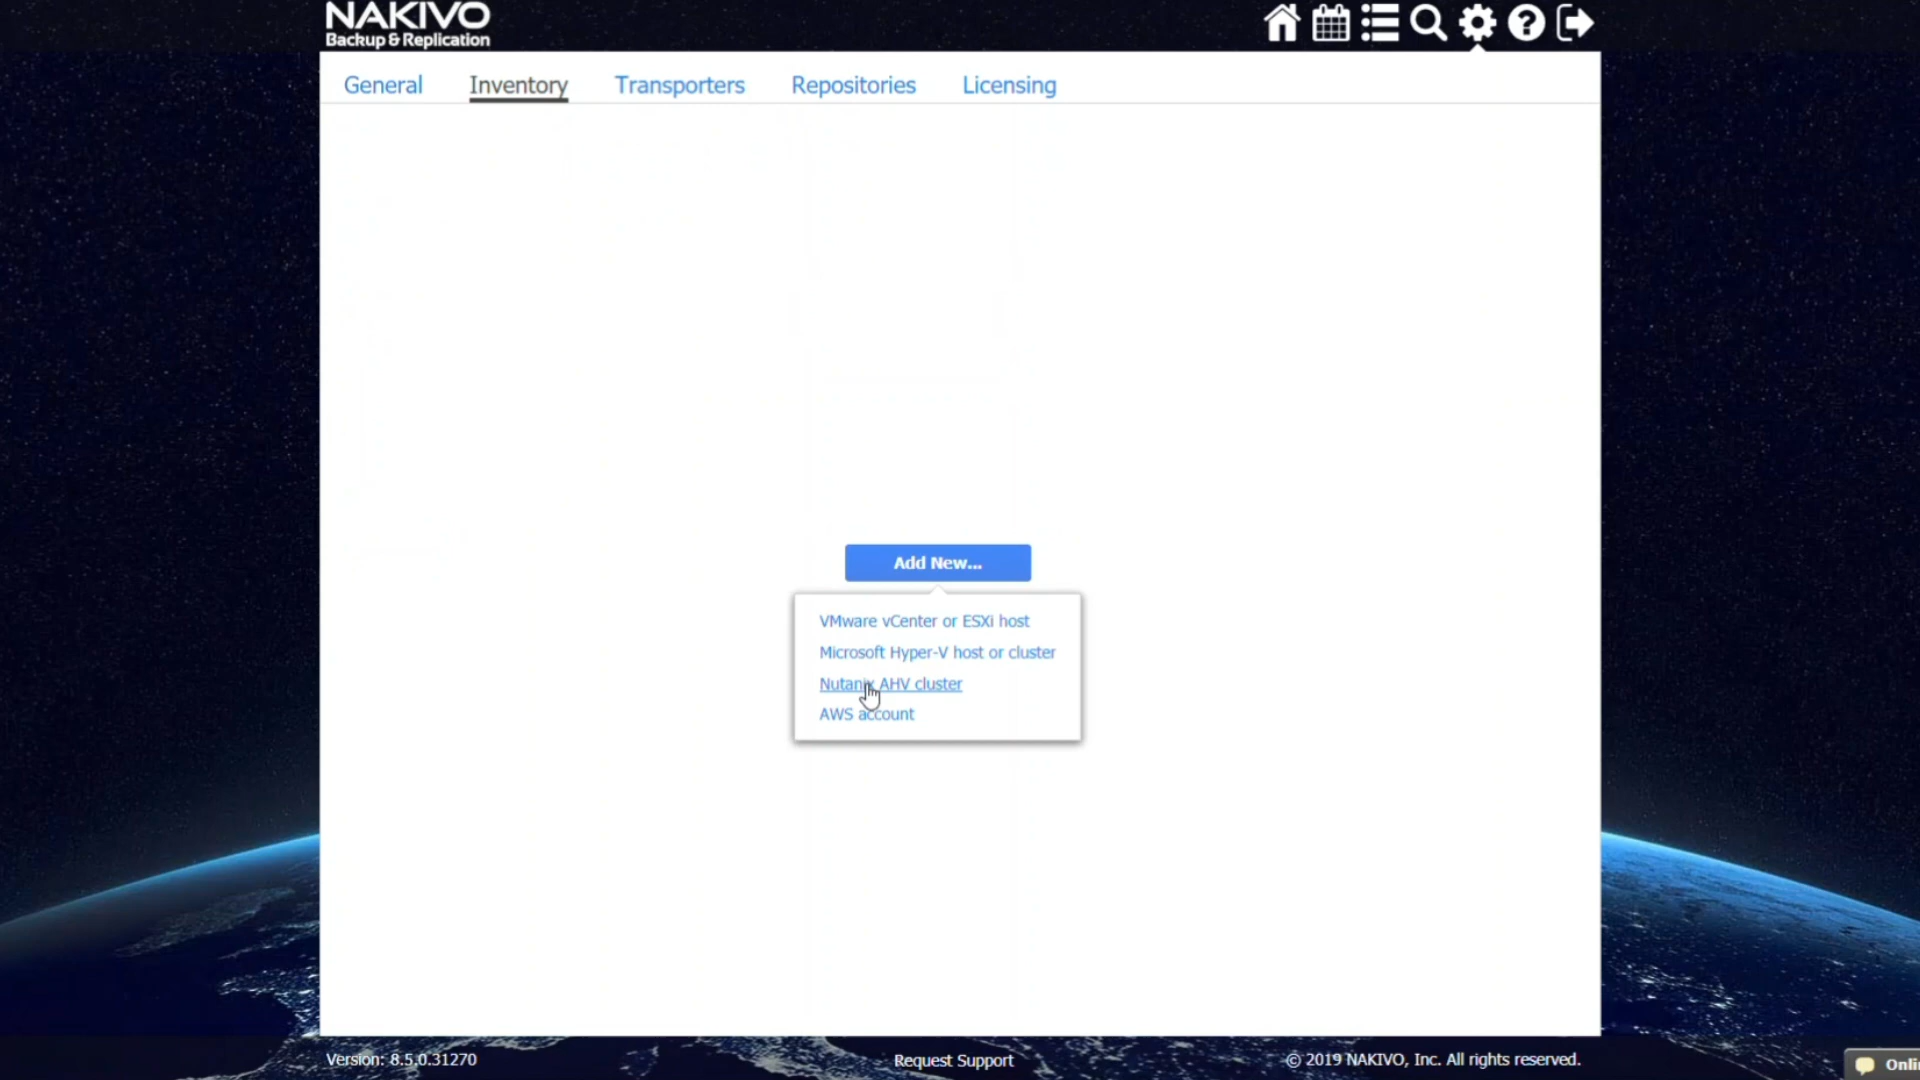 NAKIVO
Backup & Replication
General Inventory Transporters Repositories Licensing
Add New...
VMware vCenter or ESXi host
Microsoft Hyper-V host or cluster
Nutanix AHV cluster
AWS account
Version: 8.5.0.31270 Request Support © 2019 NAKIVO, Inc. All rights reserved.